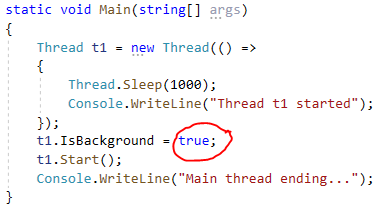 static void Main(string[] args)
{
    Thread t1 = new Thread(() =>
    {
        Thread.Sleep(1000);
        Console.WriteLine("Thread t1 started");
    });
    t1.IsBackground = true;
    t1.Start();
    Console.WriteLine("Main thread ending...");
}